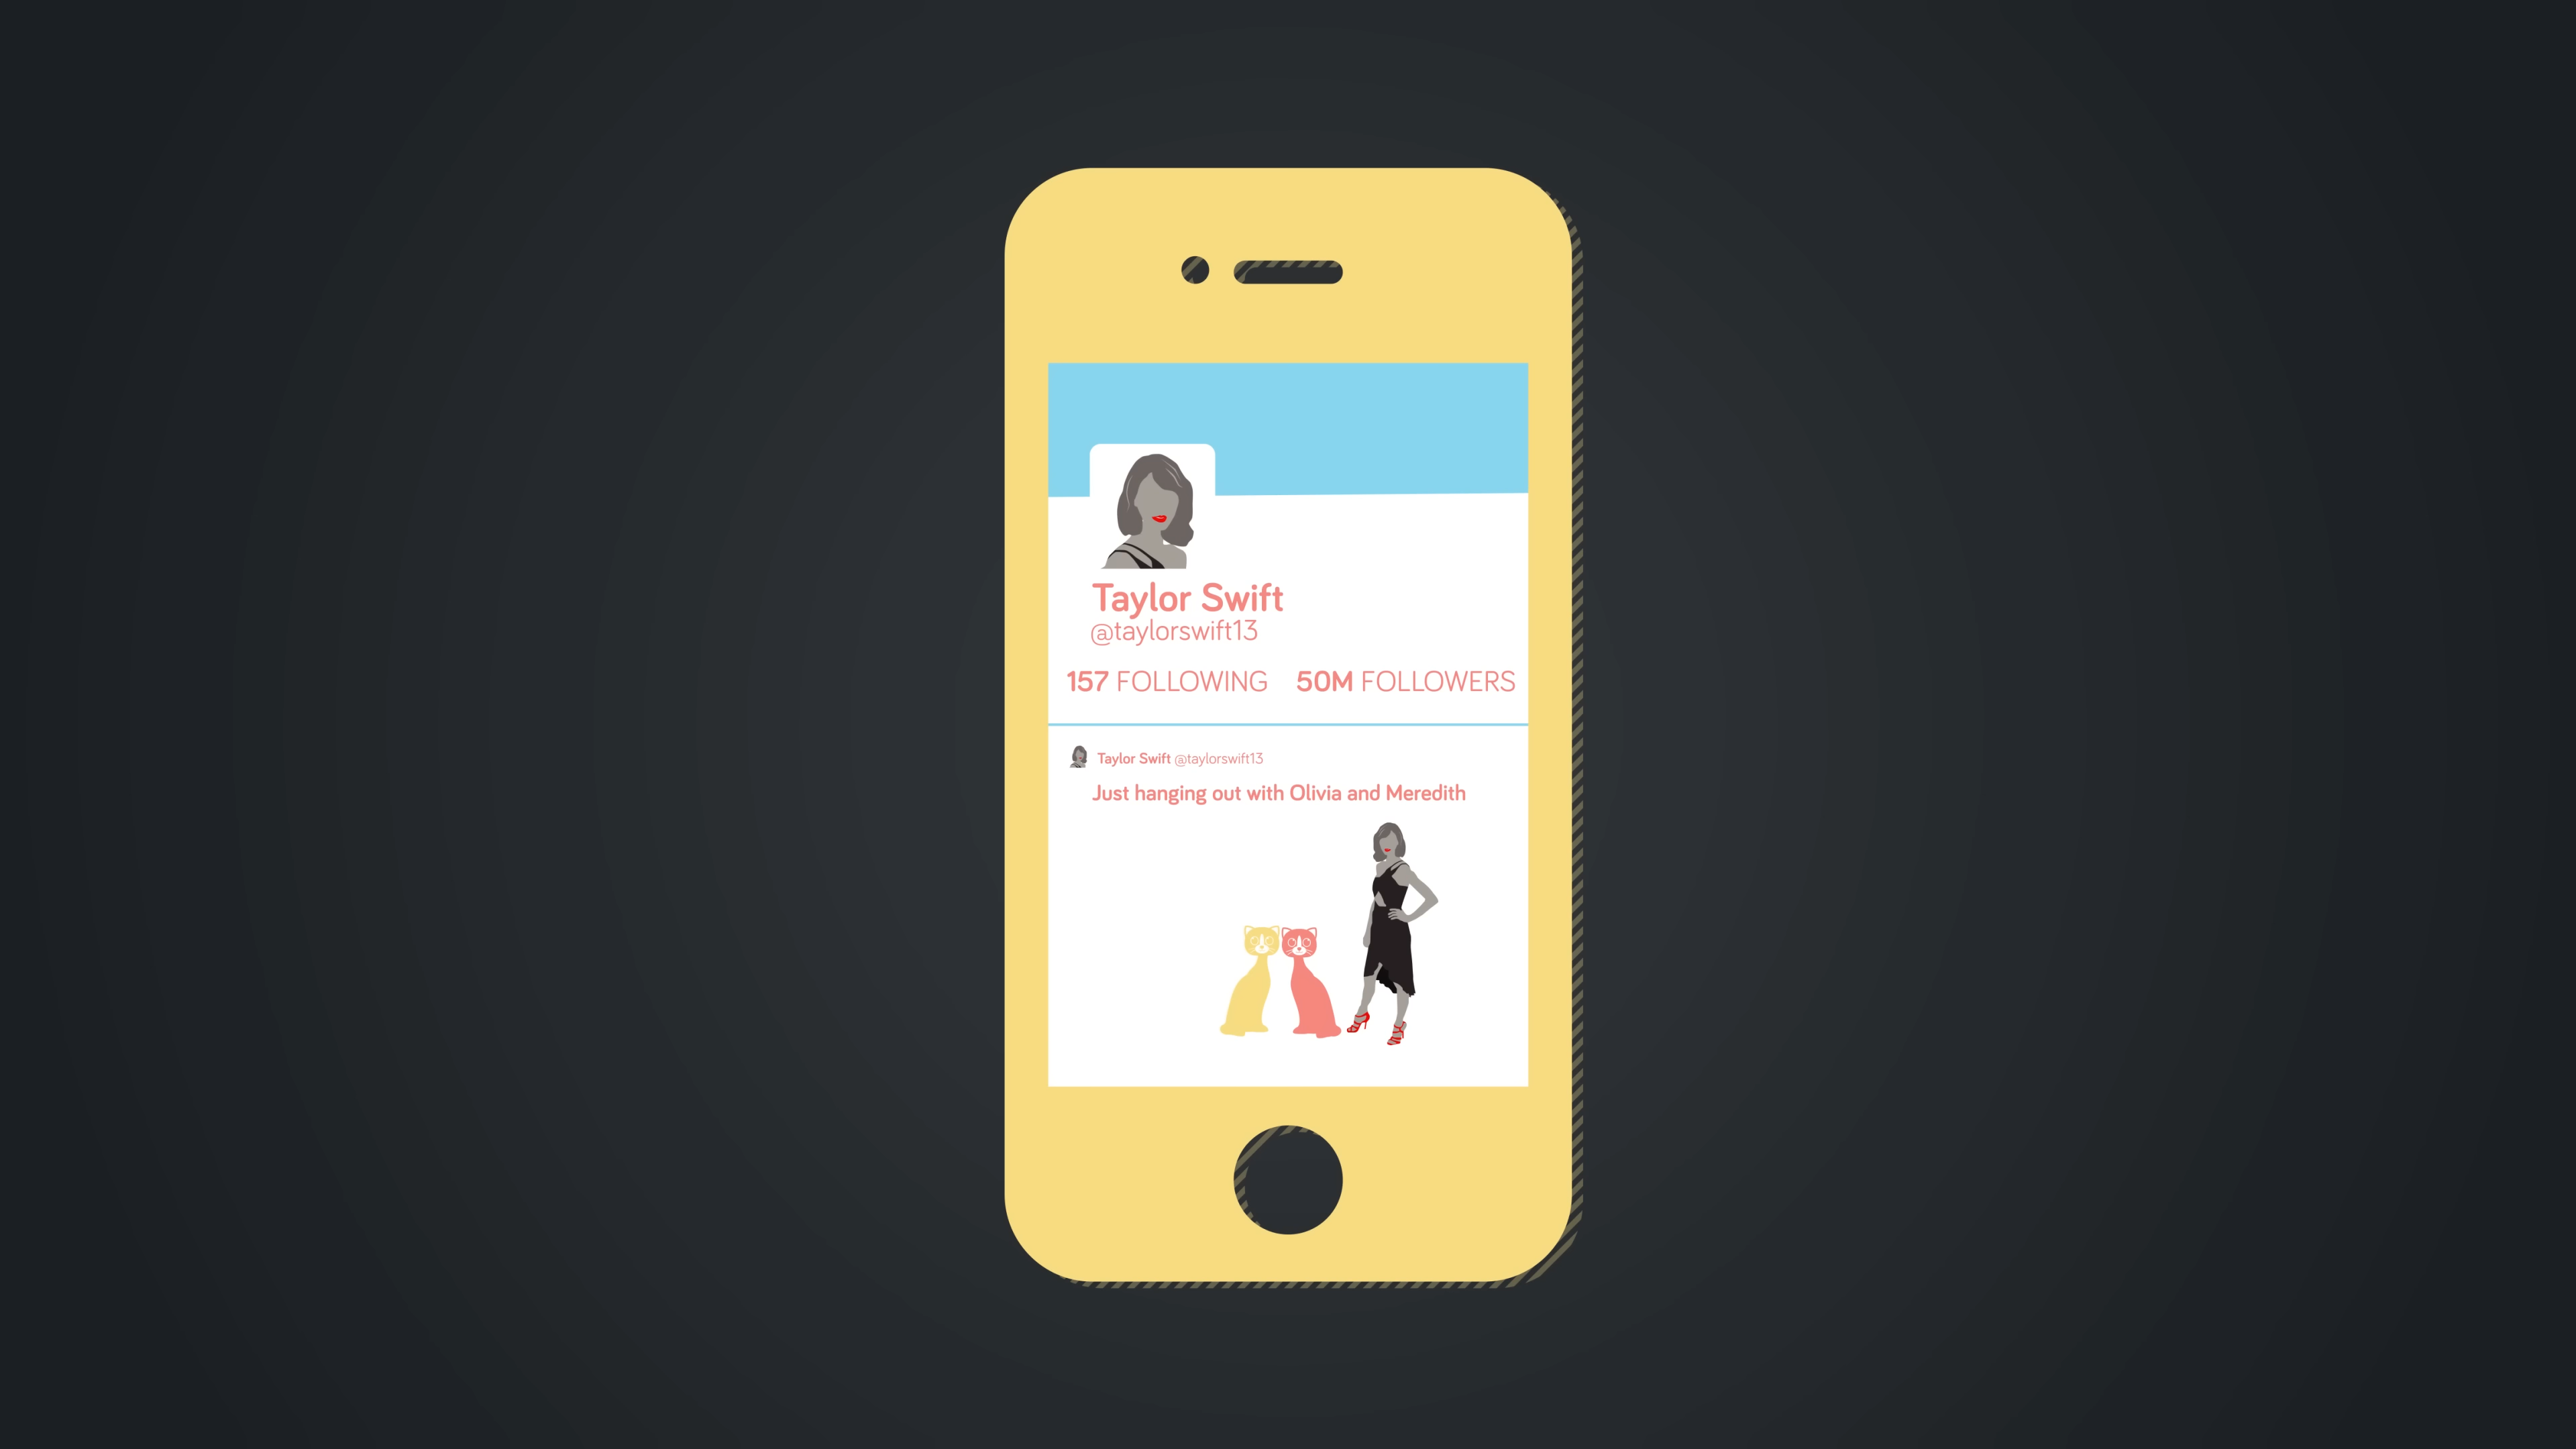 Taylor Swift
@taylorswift13
157 FOLLOWING 50M FOLLOWERS
Taylor Swift @taylorswift13
Just hanging out with Olivia and Meredith